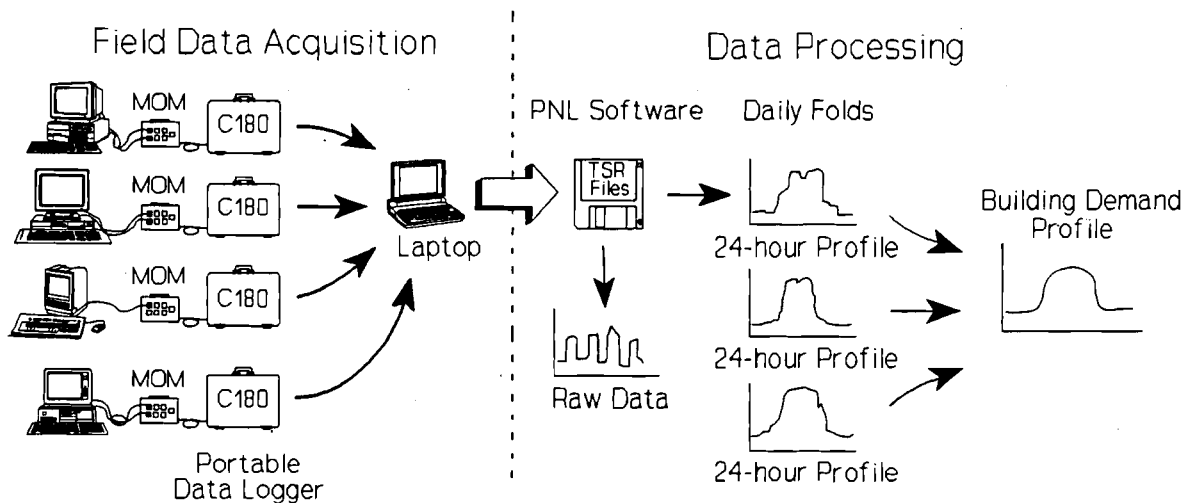 Field Data Acquisition
MOM
C180
MOM
C180
MOM
C180
MOM
C180
Portable
Data Logger
Laptop
Data Processing
PNL Software
TSR
Files
Raw Data
Daily Folds
24-hour Profile
24-hour Profile
24-hour Profile
Building Demand
Profile